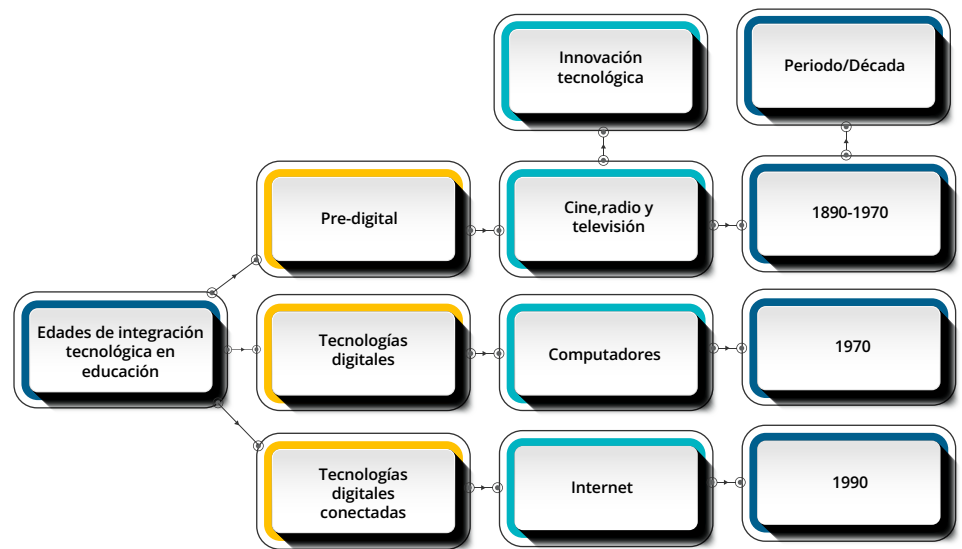 Innovación
tecnológica
Periodo/Década
Pre-digital
Cine,radio y
televisión
1890-1970
Edades de integración
tecnológica en
educación
Tecnologías
digitales
Computadores
1970
Tecnologías
digitales
conectadas
Internet
1990